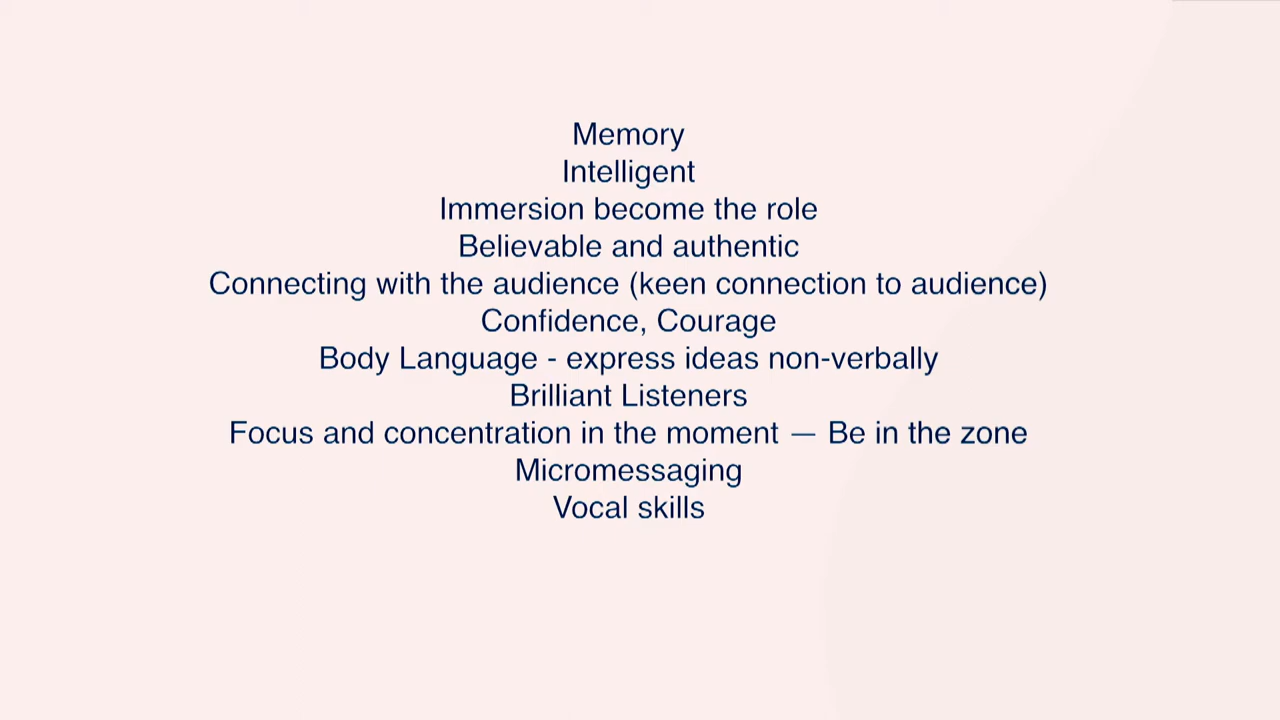 Memory
Intelligent
Immersion become the role
Believable and authentic
Connecting with the audience (keen connection to audience)
Confidence, Courage
Body Language - express ideas non-verbally
Brilliant Listeners
Focus and concentration in the moment — Be in the zone
Micromessaging
Vocal skills